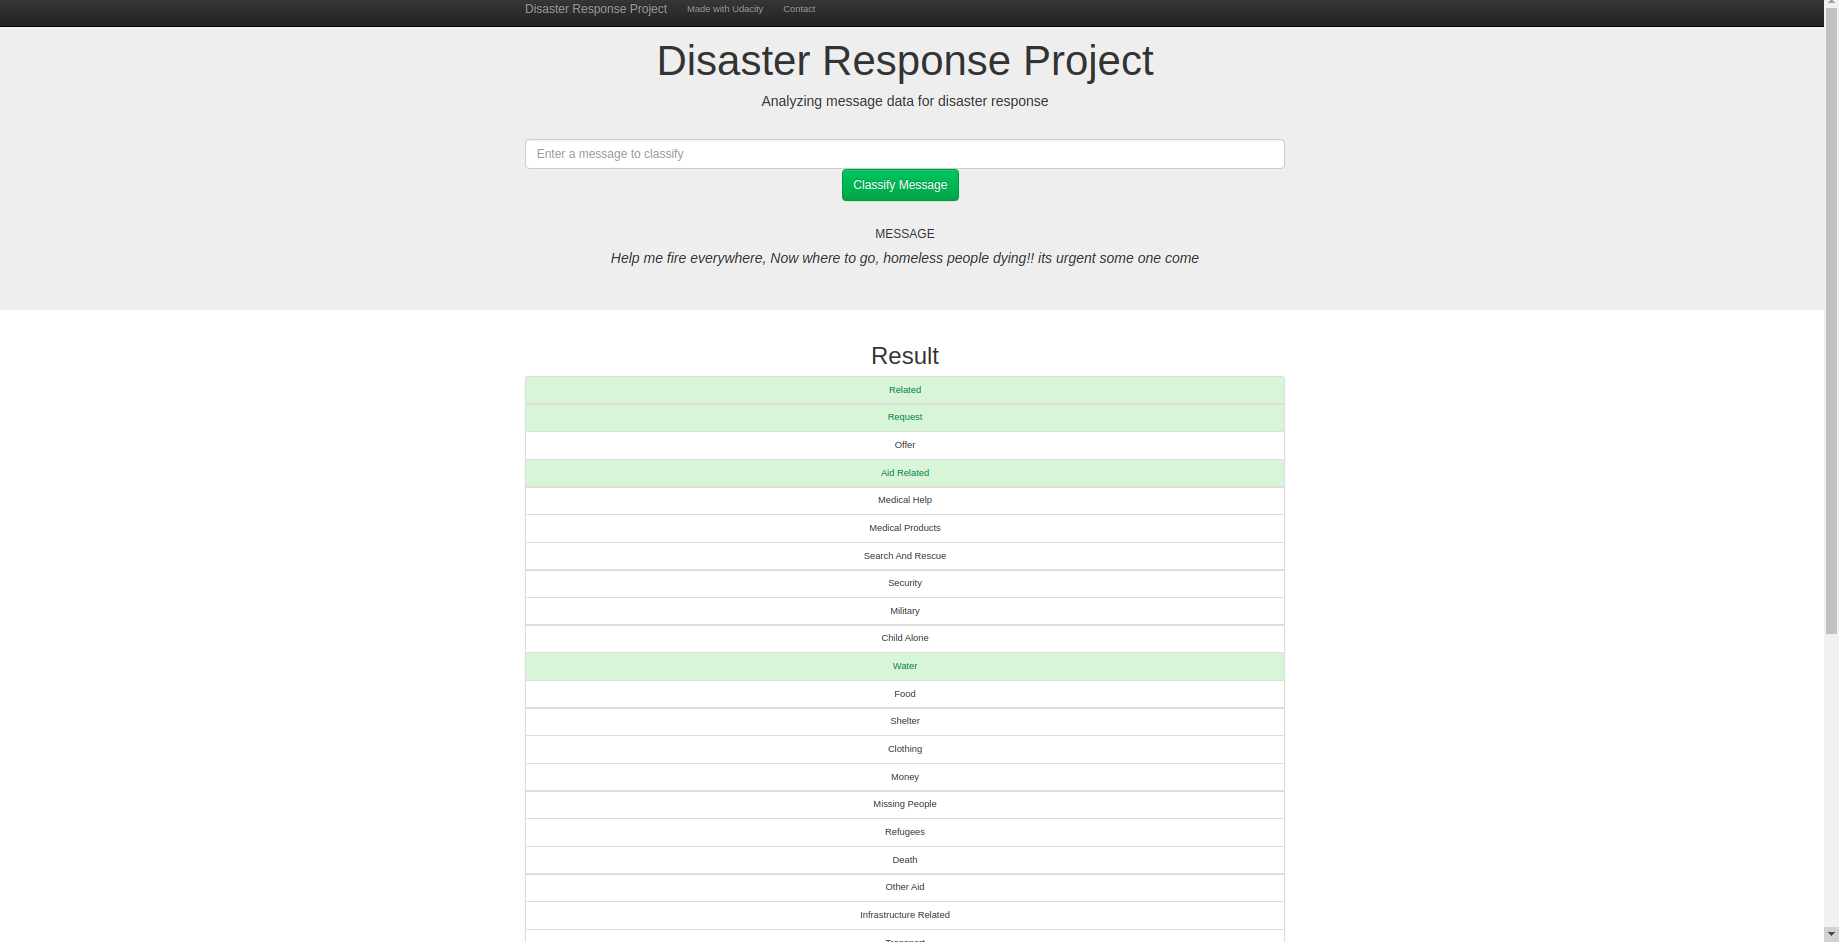 Disaster Response Project Made with Udacity Contact
Disaster Response Project
Analyzing message data for disaster response
Enter a message to classify
Classify Message
MESSAGE
Help me fire everywhere, Now where to go, homeless people dying!! its urgent some one come
Result
Related
Request
Offer
Aid Related
Medical Help
Medical Products
Search And Rescue
Security
Military
Child Alone
Water
Food
Shelter
Clothing
Money
Missing People
Refugees
Death
Other Aid
Infrastructure Related
Transport